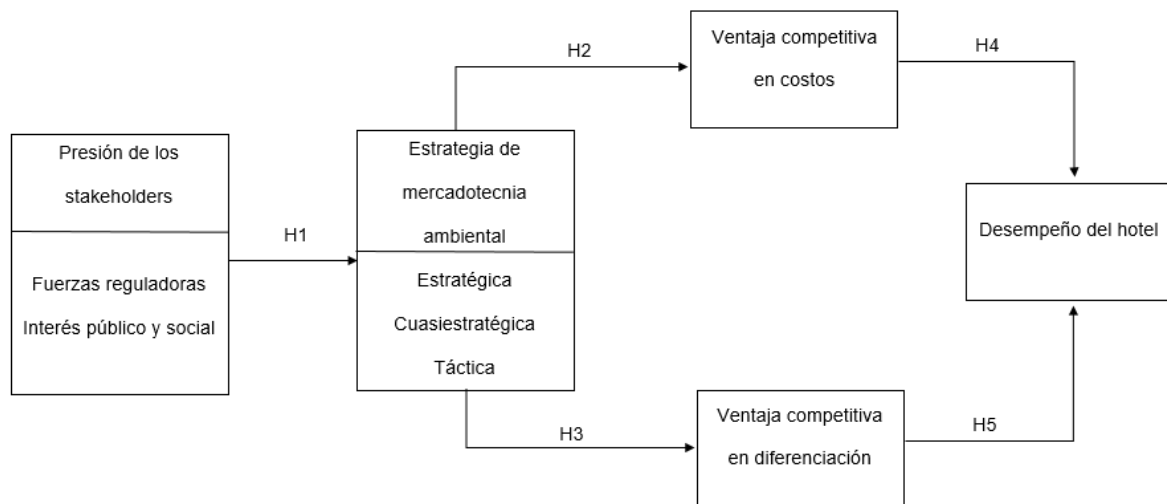 Presión de los
stakeholders
Fuerzas reguladoras
Interés público y social
H1
Estrategia de
mercadotecnia
ambiental
Estratégica
Cuasiestratégica
Táctica
H2
Ventaja competitiva
en costos
H4
H3
Ventaja competitiva
en diferenciación
H5
Desempeño del hotel